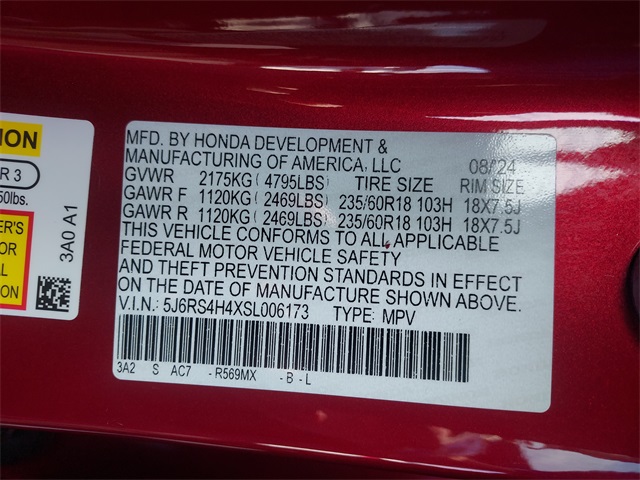 ION
R 3
50lbs.
'S
OR
3A0 A1
MFD. BY HONDA DEVELOPMENT &
MANUFACTURING OF AMERICA, LLC 08/24
GVWR 2175KG ( 4795LBS) TIRE SIZE RIM SIZE
GAWR F 1120KG ( 2469LBS) 235/60R18 103H 18X7.5J
GAWR R 1120KG ( 2469LBS) 235/60R18 103H 18X7.5J
THIS VEHICLE CONFORMS TO ALL APPLICABLE
FEDERAL MOTOR VEHICLE SAFETY
AND THEFT PREVENTION STANDARDS IN EFFECT
ON THE DATE OF MANUFACTURE SHOWN ABOVE.
V.I.N.: 5J6RS4H4XSL006173 TYPE: MPV
3A2 S AC7 - R569MX - B - L